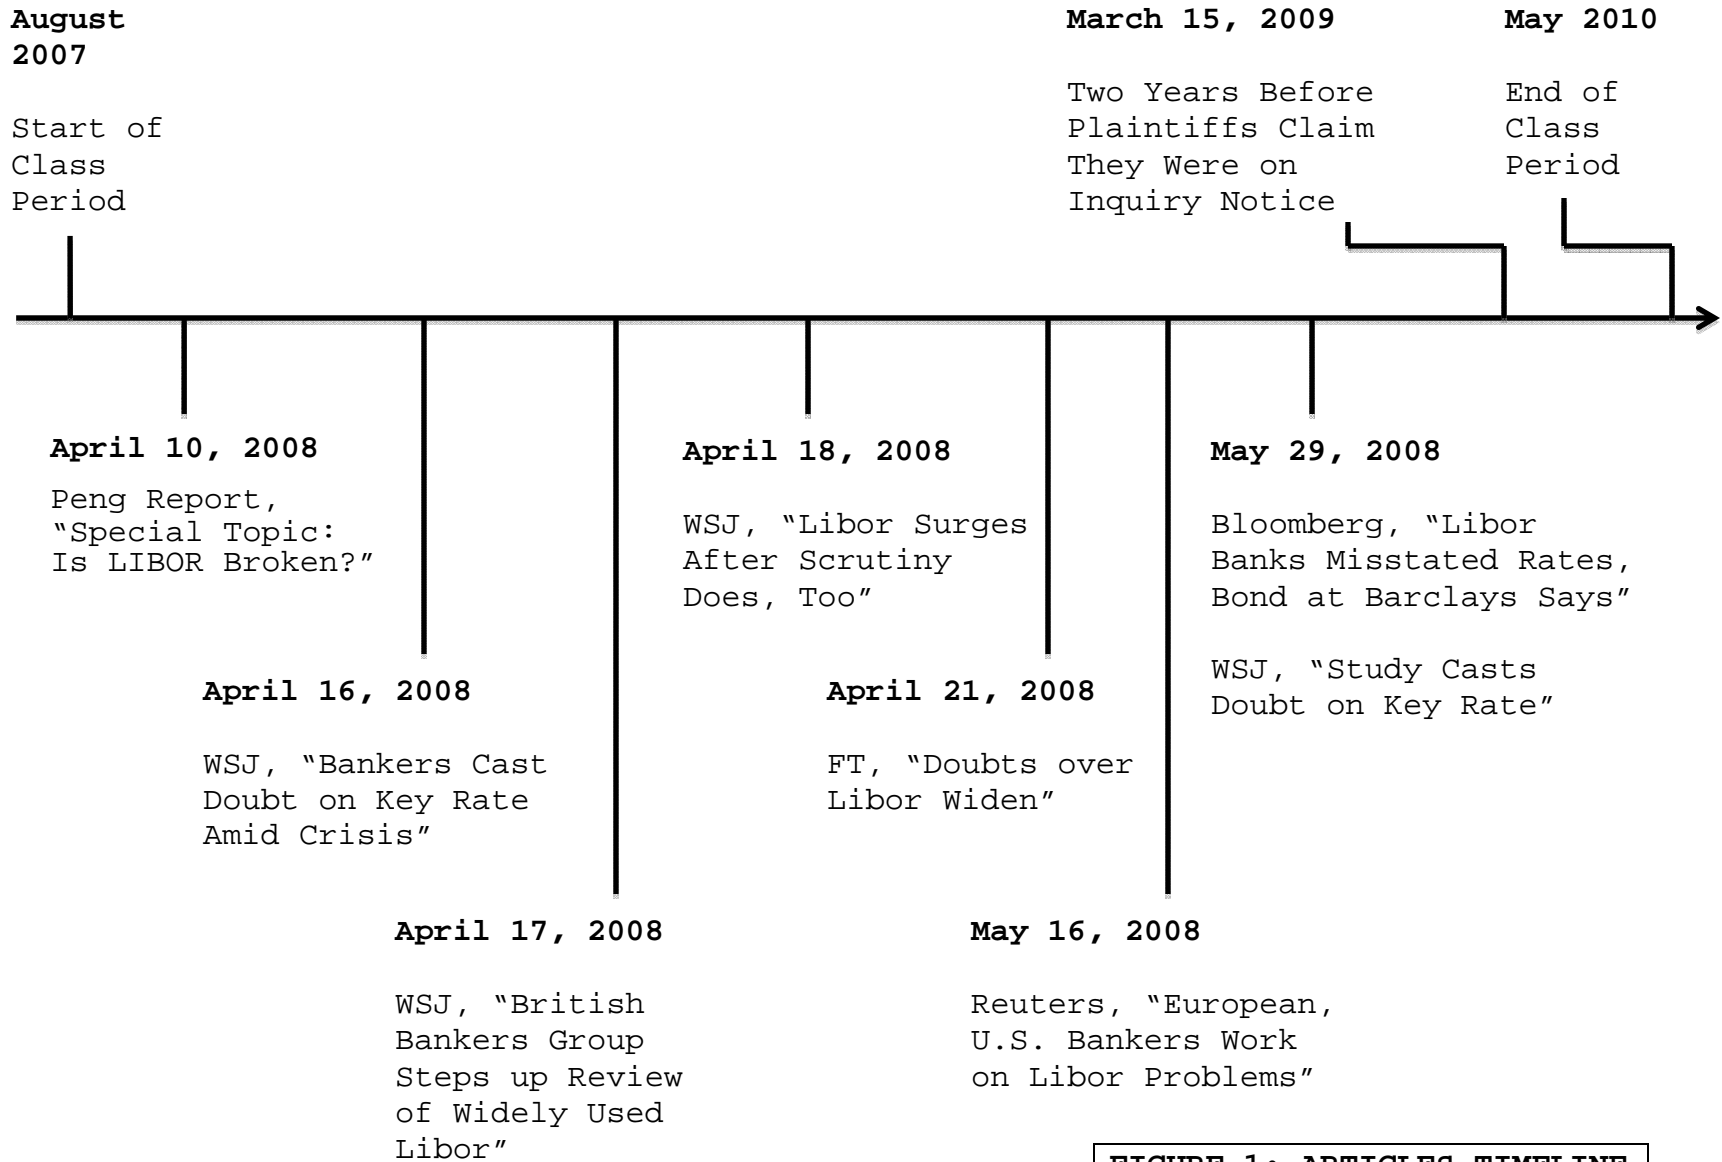 August
2007
Start of
Class
Period
March 15, 2009
Two Years Before
Plaintiffs Claim
They Were on
Inquiry Notice
May 2010
End of
Class
Period
April 10, 2008
Peng Report,
“Special Topic:
Is LIBOR Broken?”
April 16, 2008
WSJ, “Bankers Cast
Doubt on Key Rate
Amid Crisis”
April 17, 2008
WSJ, “British
Bankers Group
Steps up Review
of Widely Used
Libor”
April 18, 2008
WSJ, “Libor Surges
After Scrutiny
Does, Too”
April 21, 2008
FT, “Doubts over
Libor Widen”
May 16, 2008
Reuters, “European,
U.S. Bankers Work
on Libor Problems”
May 29, 2008
Bloomberg, “Libor
Banks Misstated Rates,
Bond at Barclays Says”
WSJ, “Study Casts
Doubt on Key Rate”
FIGURE 1: ARTICLES TIMELINE